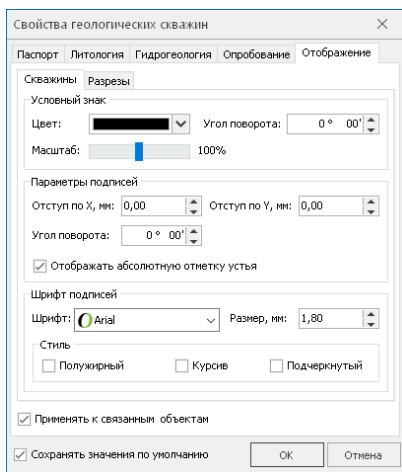 Свойства геологических скважин
Паспорт Литология Гидрогеология Опробование Отображение
Скважины Разрезы
Условный знак
Цвет: Угол поворота: 0 ° 00'
Масштаб: 100%
Параметры подписей
Отступ по X, мм: 0,00 Отступ по Y, мм: 0,00
Угол поворота: 0 ° 00'
Отображать абсолютную отметку устья
Шрифт подписей
Шрифт: Arial Размер, мм: 1,80
Стиль
Полужирный Курсив Подчеркнутый
Применять к связанным объектам
Сохранять значения по умолчанию OK Отмена